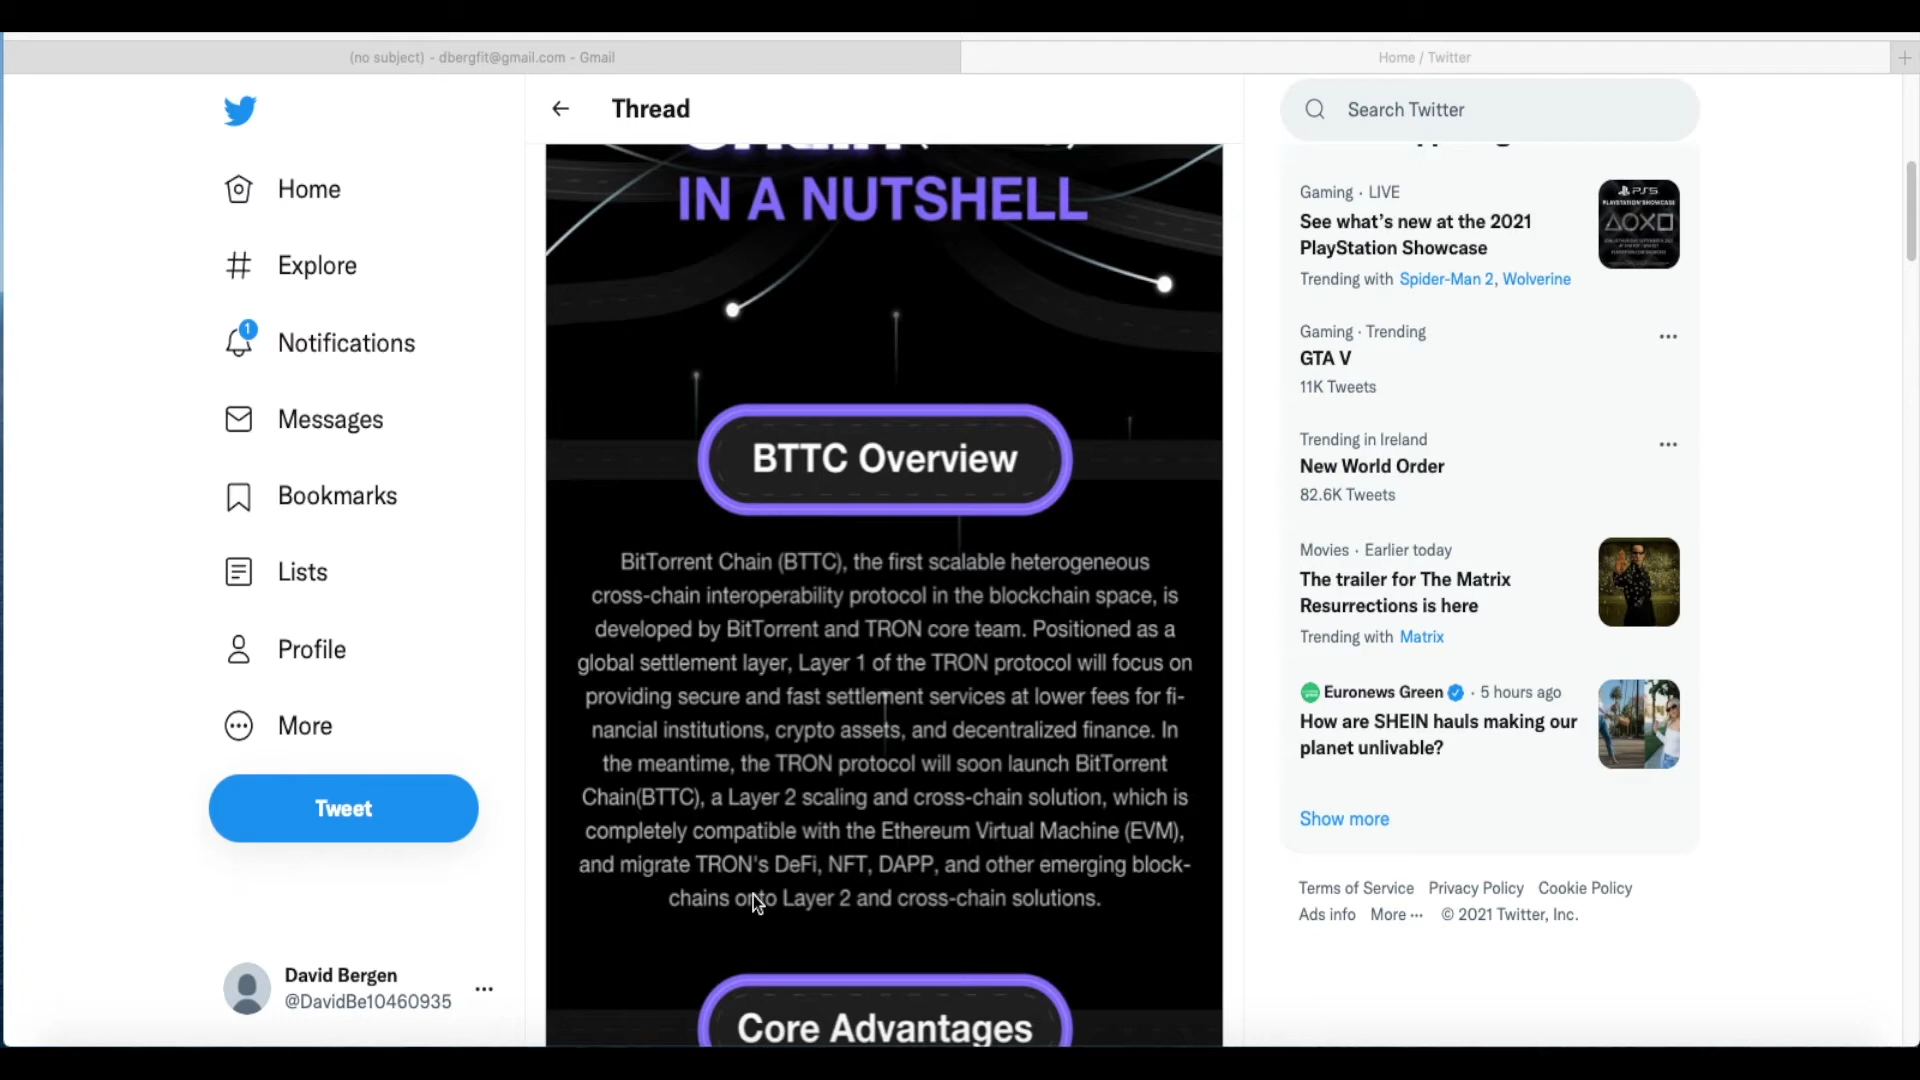 (no subject) - dbergfit@gmail.com - Gmail
Home / Twitter
Home
Explore
1
Notifications
Messages
Bookmarks
Lists
Profile
More
Tweet
David Bergen
@DavidBe10460935
Thread
IN A NUTSHELL
BTTC Overview
BitTorrent Chain (BTTC), the first scalable heterogeneous
cross-chain interoperability protocol in the blockchain space, is
developed by BitTorrent and TRON core team. Positioned as a
global settlement layer, Layer 1 of the TRON protocol will focus on
providing secure and fast settlement services at lower fees for fi-
nancial institutions, crypto assets, and decentralized finance. In
the meantime, the TRON protocol will soon launch BitTorrent
Chain(BTTC), a Layer 2 scaling and cross-chain solution, which is
completely compatible with the Ethereum Virtual Machine (EVM),
and migrate TRON's DeFi, NFT, DAPP, and other emerging block-
chains onto Layer 2 and cross-chain solutions.
Core Advantages
Search Twitter
Gaming · LIVE
See what's new at the 2021
PlayStation Showcase
Trending with Spider-Man 2, Wolverine
PS5
PLAYSTATION SHOWCASE
Gaming · Trending
GTA V
11K Tweets
Trending in Ireland
New World Order
82.6K Tweets
Movies · Earlier today
The trailer for The Matrix
Resurrections is here
Trending with Matrix
Euronews Green · 5 hours ago
How are SHEIN hauls making our
planet unlivable?
Show more
Terms of Service Privacy Policy Cookie Policy
Ads info More ··· © 2021 Twitter, Inc.